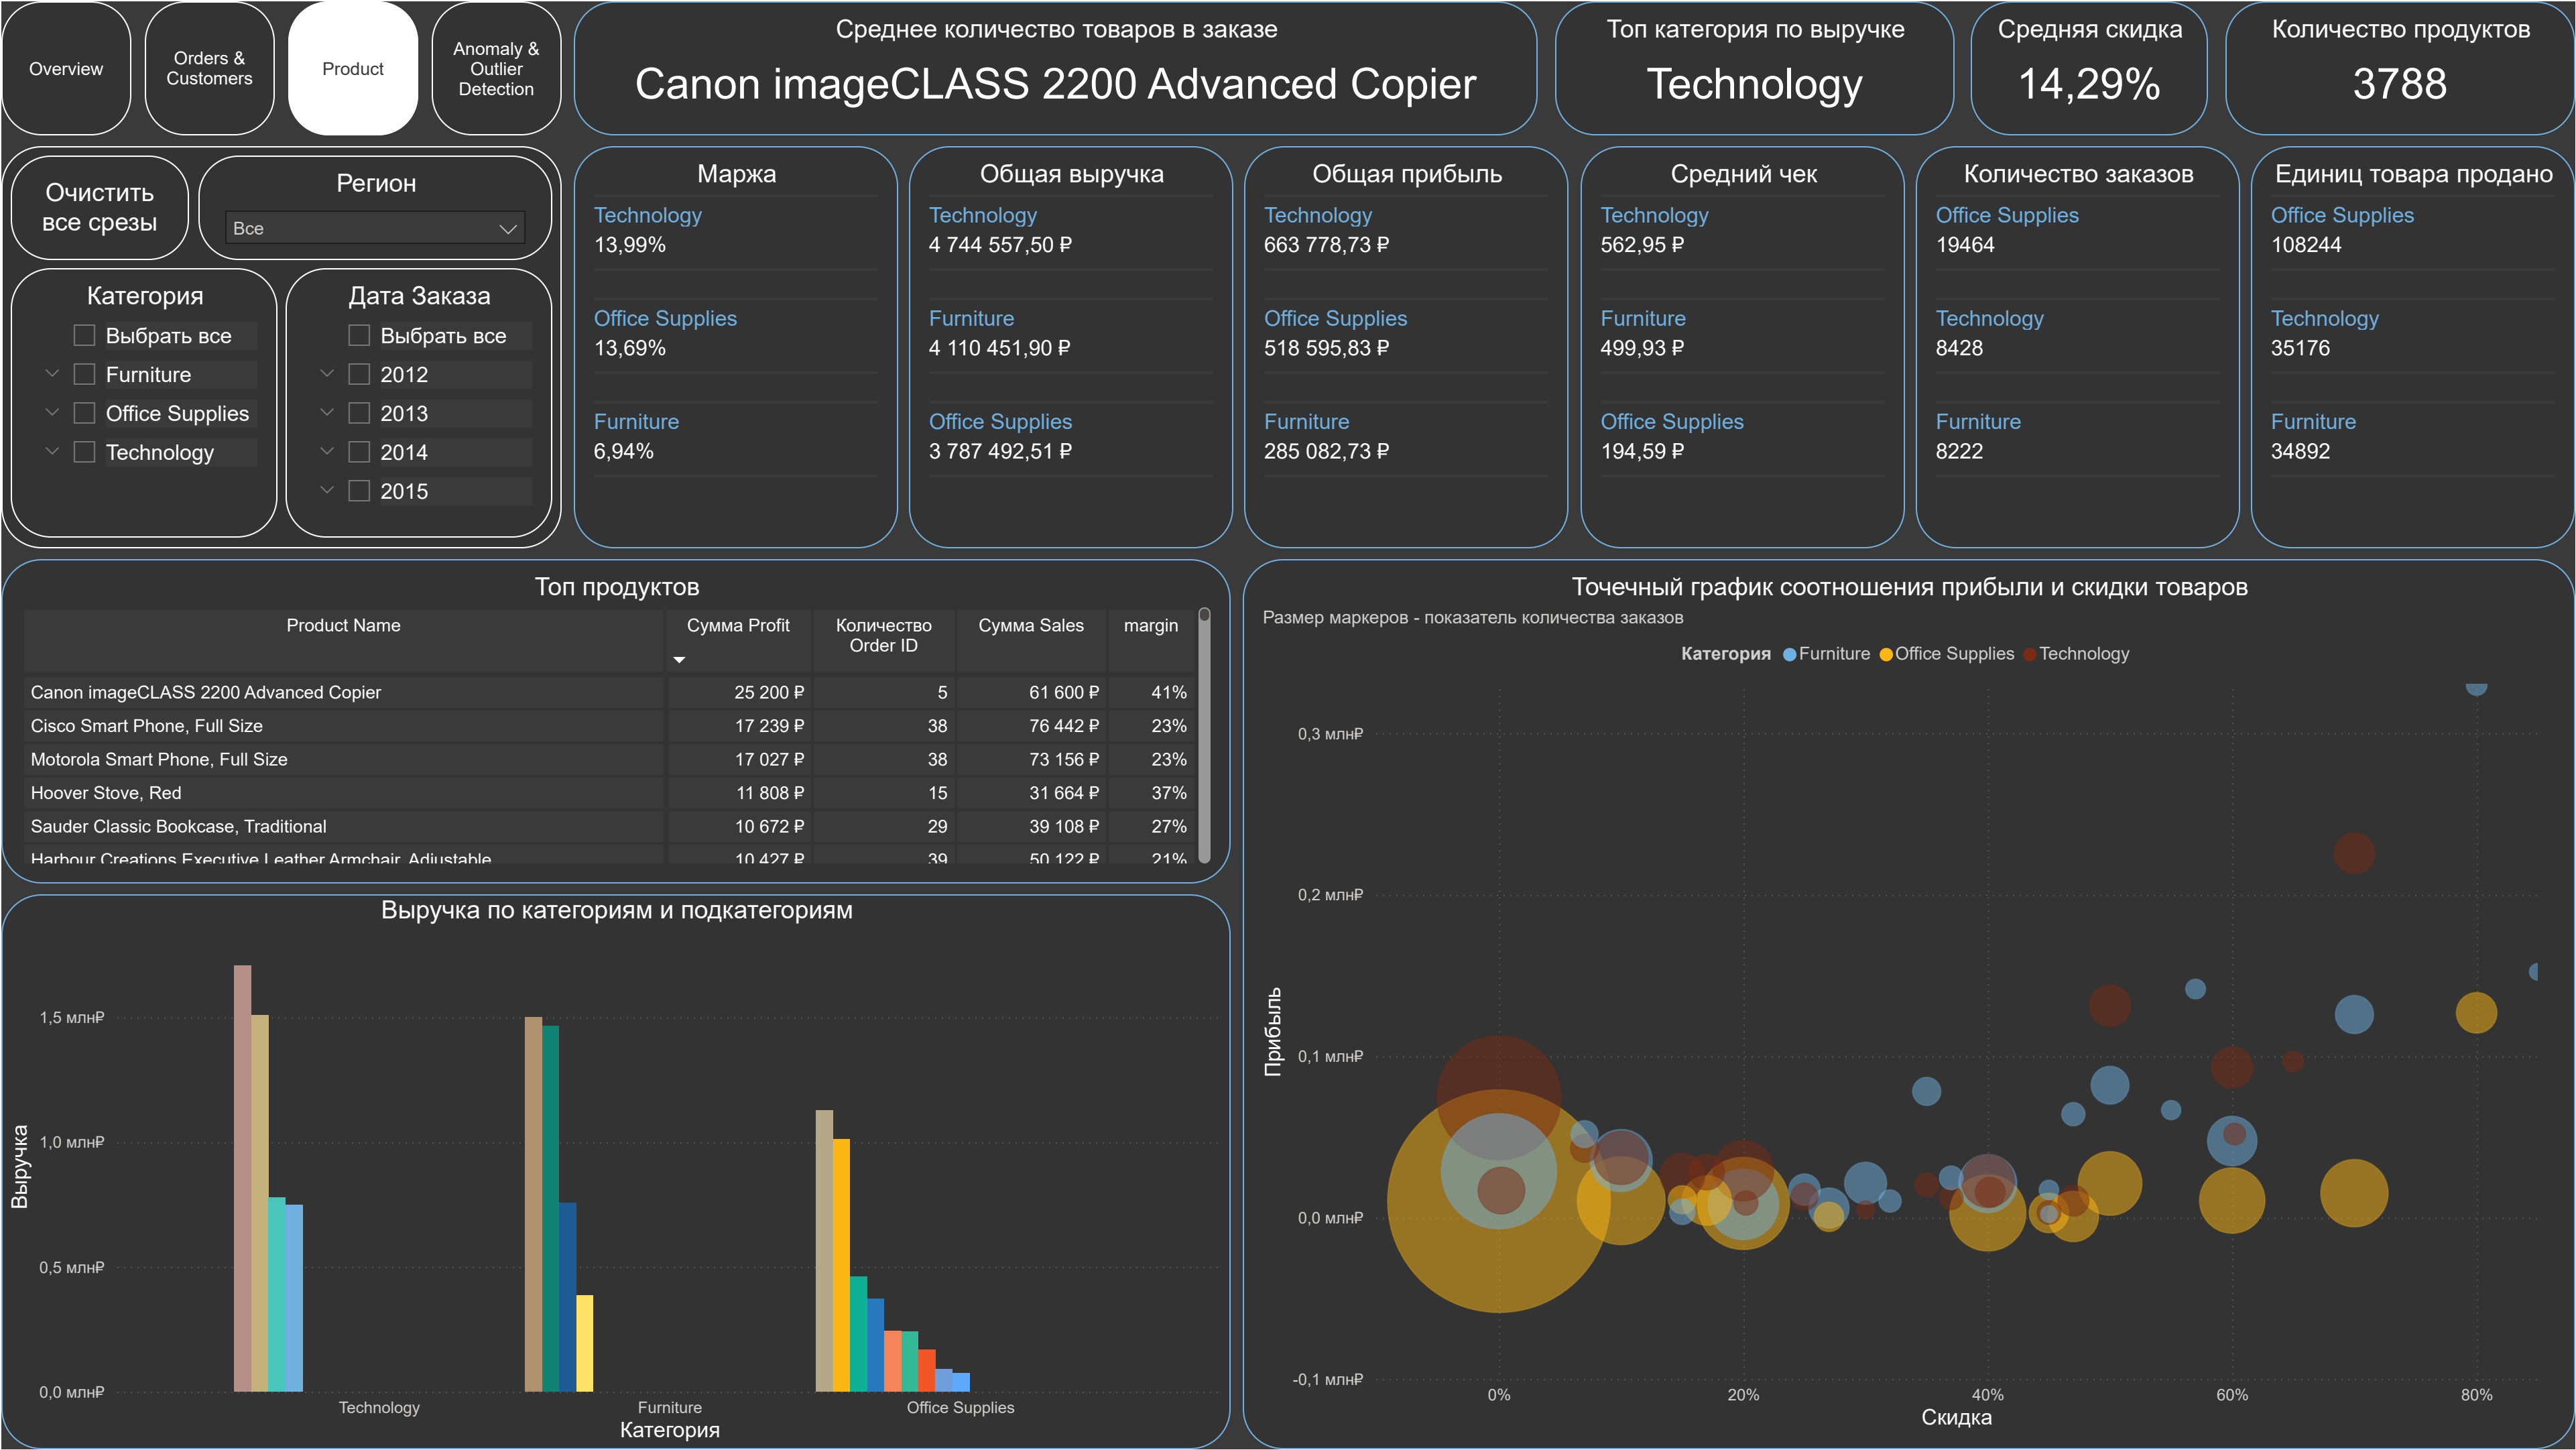 Overview
Orders &
Customers
Product
Anomaly &
Outlier
Detection
Среднее количество товаров в заказе
Canon imageCLASS 2200 Advanced Copier
Топ категория по выручке
Technology
Средняя скидка
14,29%
Количество продуктов
3788
Очистить
все срезы
Регион
Все
Категория
Выбрать все
Furniture
Office Supplies
Technology
Дата Заказа
Выбрать все
2012
2013
2014
2015
Маржа
Technology
13,99%
Office Supplies
13,69%
Furniture
6,94%
Общая выручка
Technology
4 744 557,50 ₽
Furniture
4 110 451,90 ₽
Office Supplies
3 787 492,51 ₽
Общая прибыль
Technology
663 778,73 ₽
Office Supplies
518 595,83 ₽
Furniture
285 082,73 ₽
Средний чек
Technology
562,95 ₽
Furniture
499,93 ₽
Office Supplies
194,59 ₽
Количество заказов
Office Supplies
19464
Technology
8428
Furniture
8222
Единиц товара продано
Office Supplies
108244
Technology
35176
Furniture
34892
Топ продуктов
Product Name Сумма Profit Количество Order ID Сумма Sales margin
Canon imageCLASS 2200 Advanced Copier 25 200 ₽ 5 61 600 ₽ 41%
Cisco Smart Phone, Full Size 17 239 ₽ 38 76 442 ₽ 23%
Motorola Smart Phone, Full Size 17 027 ₽ 38 73 156 ₽ 23%
Hoover Stove, Red 11 808 ₽ 15 31 664 ₽ 37%
Sauder Classic Bookcase, Traditional 10 672 ₽ 29 39 108 ₽ 27%
Harbour Creations Executive Leather Armchair, Adjustable 10 427 ₽ 39 50 122 ₽ 21%
Выручка по категориям и подкатегориям
Выручка
1,5 млн₽
1,0 млн₽
0,5 млн₽
0,0 млн₽
Technology
Furniture
Office Supplies
Категория
Точечный график соотношения прибыли и скидки товаров
Размер маркеров - показатель количества заказов
Категория Furniture Office Supplies Technology
Прибыль
0,3 млн₽
0,2 млн₽
0,1 млн₽
0,0 млн₽
-0,1 млн₽
0% 20% 40% 60% 80%
Скидка